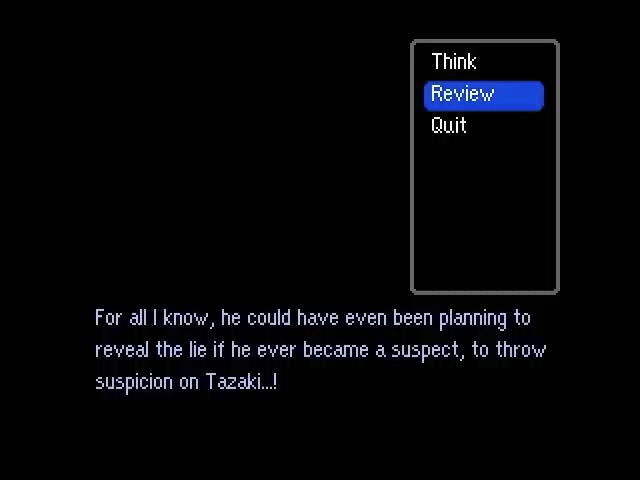 Think
Review
Quit
For all I know, he could have even been planning to
reveal the lie if he ever became a suspect, to throw
suspicion on Tazaki...!